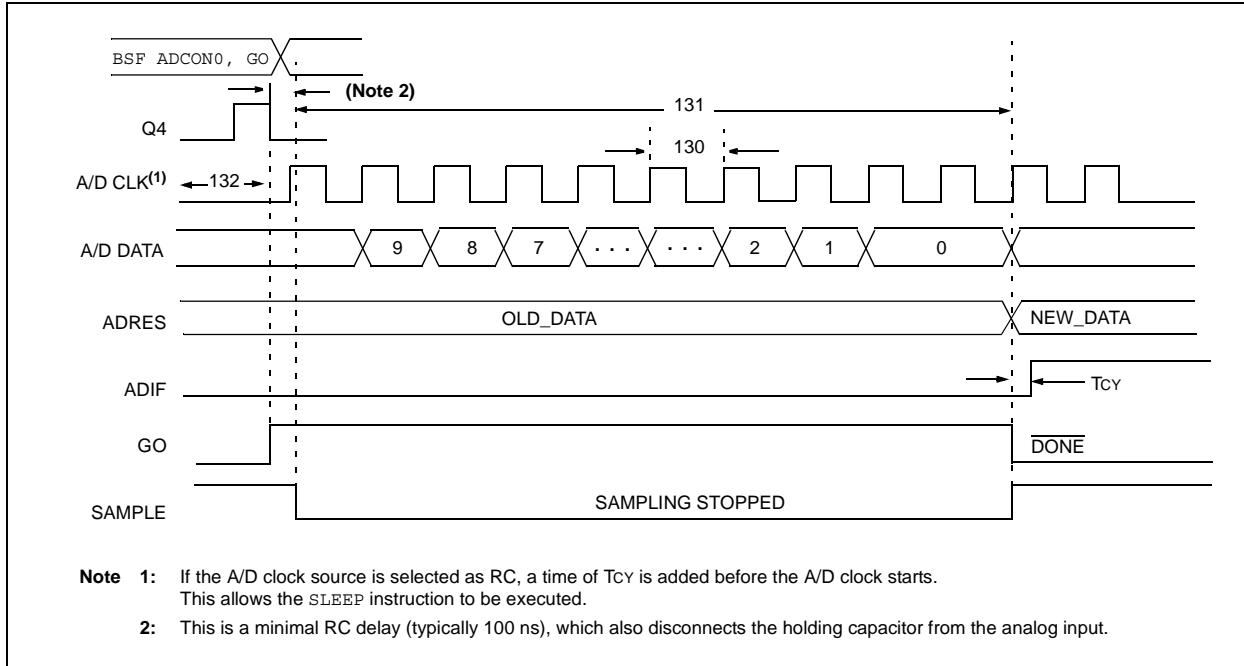 BSF ADCON0, GO
(Note 2)
131
Q4
130
A/D CLK(1)
132
A/D DATA
9 8 7 . . . . . . 2 1 0
ADRES
OLD_DATA
NEW_DATA
ADIF
TCY
GO
DONE
SAMPLE
SAMPLING STOPPED
Note 1: If the A/D clock source is selected as RC, a time of TCY is added before the A/D clock starts.
This allows the SLEEP instruction to be executed.
2: This is a minimal RC delay (typically 100 ns), which also disconnects the holding capacitor from the analog input.